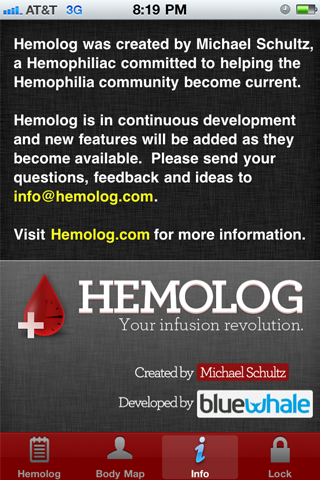 AT&T 3G 8:19 PM
Hemolog was created by Michael Schultz,
a Hemophiliac committed to helping the
Hemophilia community become current.
Hemolog is in continuous development
and new features will be added as they
become available. Please send your
questions, feedback and ideas to
info@hemolog.com.
Visit Hemolog.com for more information.
HEMOLOG
Your infusion revolution.
Created by Michael Schultz
Developed by bluewhale
Hemolog Body Map Info Lock